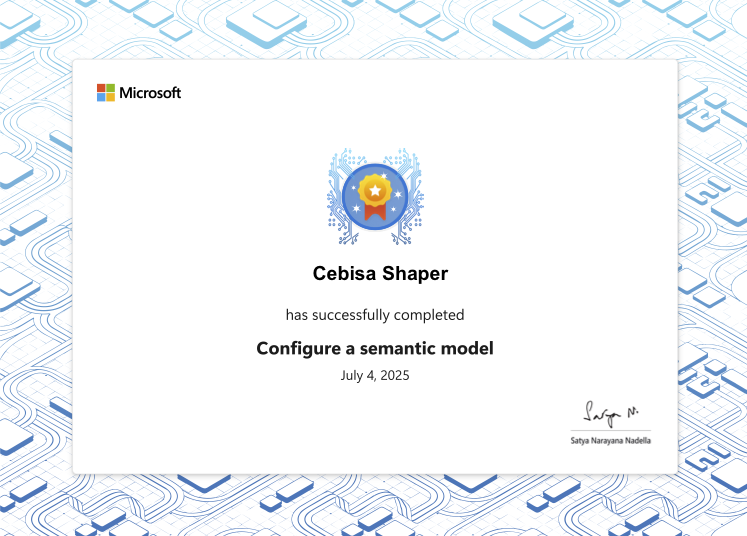 Microsoft
Cebisa Shaper
has successfully completed
Configure a semantic model
July 4, 2025
Satya N.
Satya Narayana Nadella